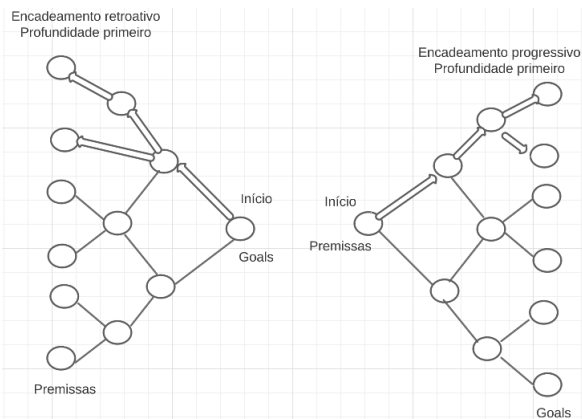 Encadeamento retroativo
Profundidade primeiro
Início
Goals
Premissas
Encadeamento progressivo
Profundidade primeiro
Início
Premissas
Goals